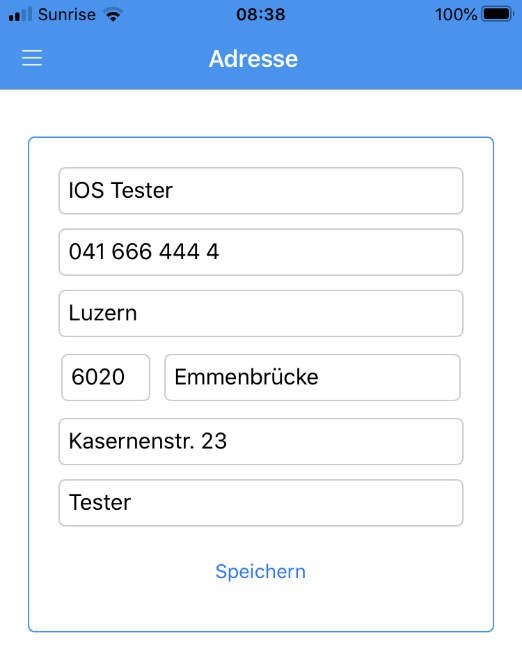 Sunrise 08:38 100%
Adresse
IOS Tester
041 666 444 4
Luzern
6020 Emmenbrücke
Kasernenstr. 23
Tester
Speichern